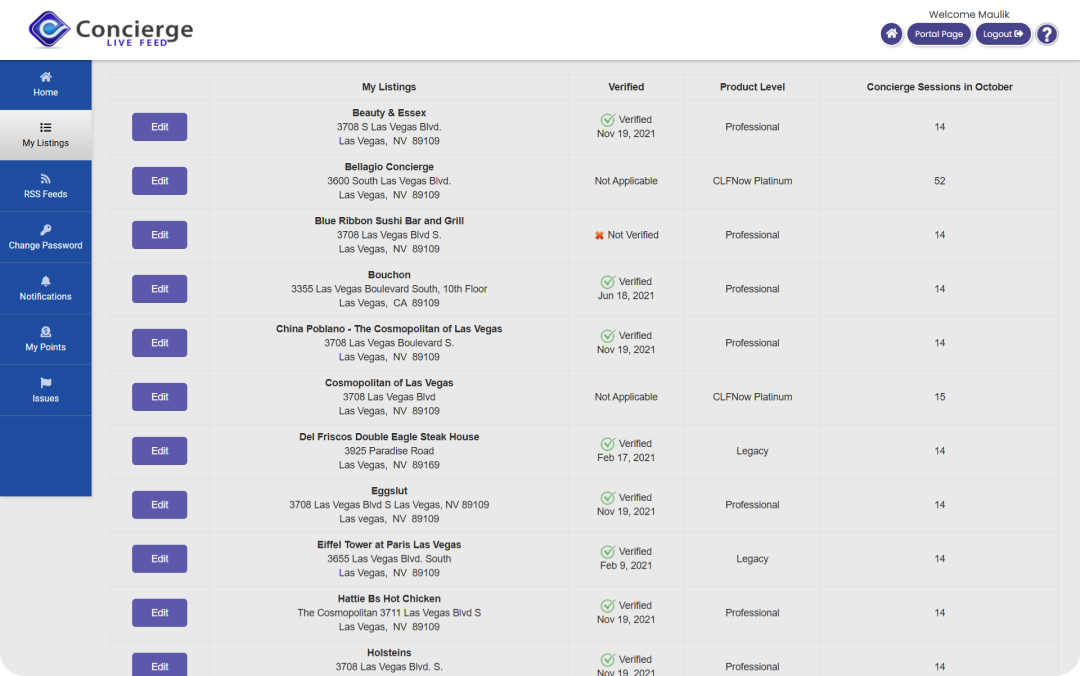 Concierge
LIVE FEED
Welcome Maulik
Portal Page
Logout
?
Home
My Listings
RSS Feeds
Change Password
Notifications
My Points
Issues
My Listings Verified Product Level Concierge Sessions in October
Edit
Beauty & Essex
3708 S Las Vegas Blvd.
Las Vegas, NV 89109
Verified
Nov 19, 2021
Professional
14
Edit
Bellagio Concierge
3600 South Las Vegas Blvd.
Las Vegas, NV 89109
Not Applicable
CLFNow Platinum
52
Edit
Blue Ribbon Sushi Bar and Grill
3708 Las Vegas Blvd S.
Las Vegas, NV 89109
Not Verified
Professional
14
Edit
Bouchon
3355 Las Vegas Boulevard South, 10th Floor
Las Vegas, CA 89109
Verified
Jun 18, 2021
Professional
14
Edit
China Poblano - The Cosmopolitan of Las Vegas
3708 Las Vegas Boulevard S.
Las Vegas, NV 89109
Verified
Nov 19, 2021
Professional
14
Edit
Cosmopolitan of Las Vegas
3708 Las Vegas Blvd
Las Vegas, NV 89109
Not Applicable
CLFNow Platinum
15
Edit
Del Friscos Double Eagle Steak House
3925 Paradise Road
Las Vegas, NV 89169
Verified
Feb 17, 2021
Legacy
14
Edit
Eggslut
3708 Las Vegas Blvd S Las Vegas, NV 89109
Las vegas, NV 89109
Verified
Nov 19, 2021
Professional
14
Edit
Eiffel Tower at Paris Las Vegas
3655 Las Vegas Blvd. South
Las Vegas, NV 89109
Verified
Feb 9, 2021
Legacy
14
Edit
Hattie Bs Hot Chicken
The Cosmopolitan 3711 Las Vegas Blvd S
Las Vegas, NV 89109
Verified
Nov 19, 2021
Professional
14
Edit
Holsteins
3708 Las Vegas Blvd. S.
Verified
Nov 19, 2021
Professional
14